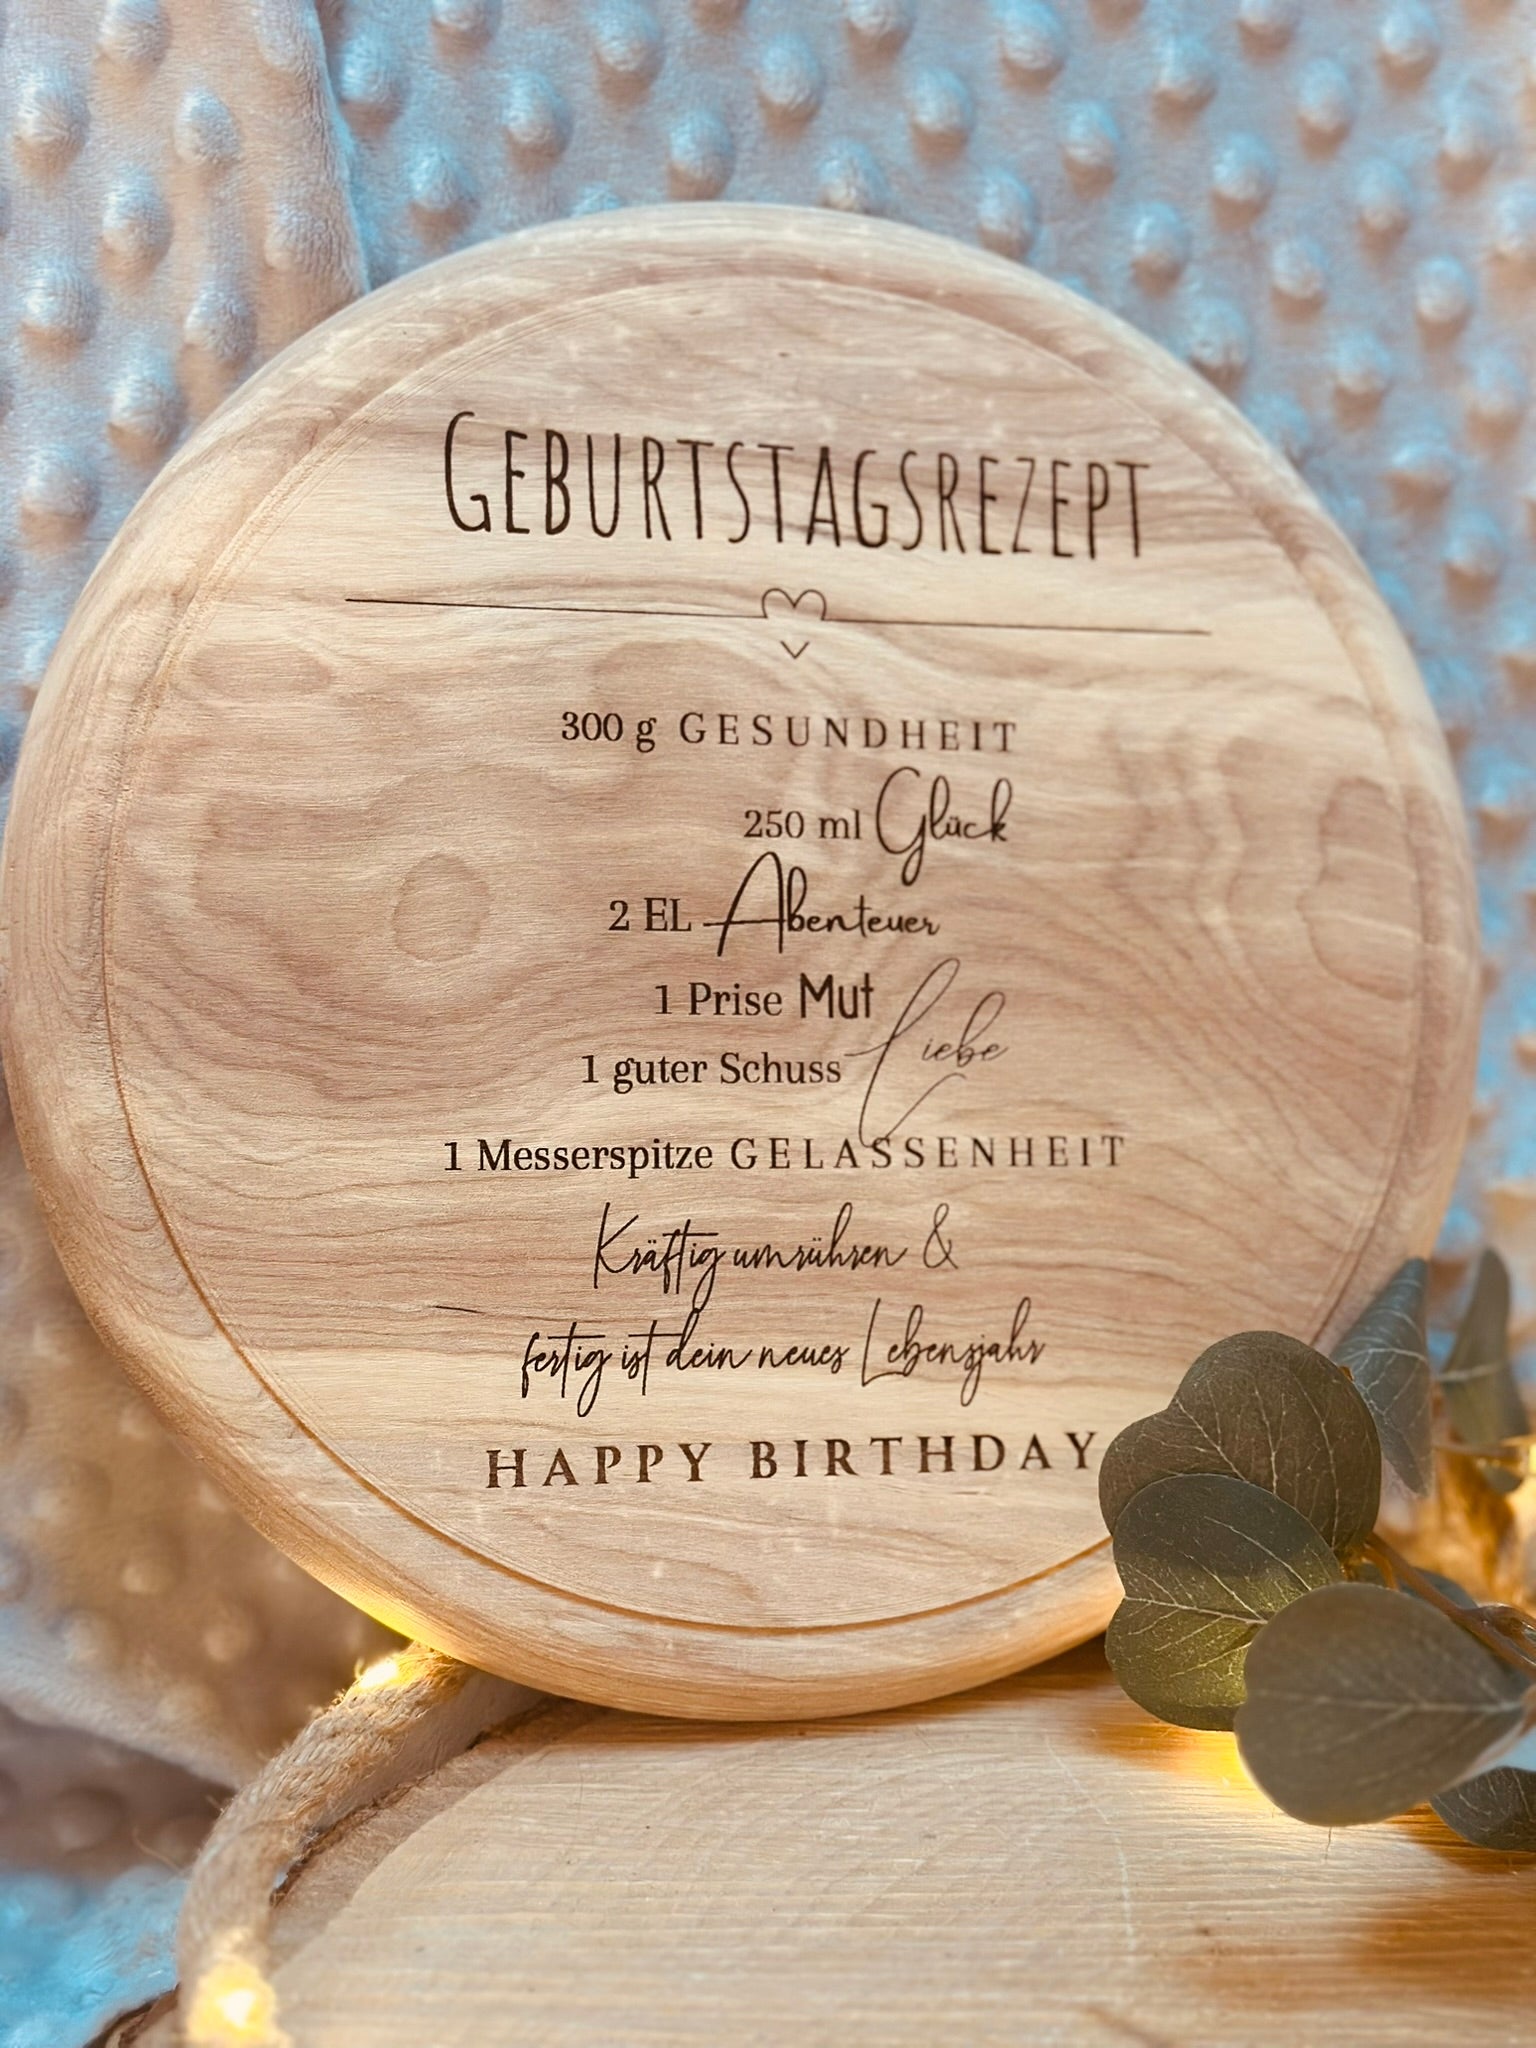 GEBURTSTAGSREZEPT
300 g GESUNDHEIT
250 ml Glück
2 EL Abenteuer
1 Prise Mut
1 guter Schuss Liebe
1 Messerspitze GELASSENHEIT
Kräftig umrühren &
fertig ist dein neues Lebensjahr
HAPPY BIRTHDAY